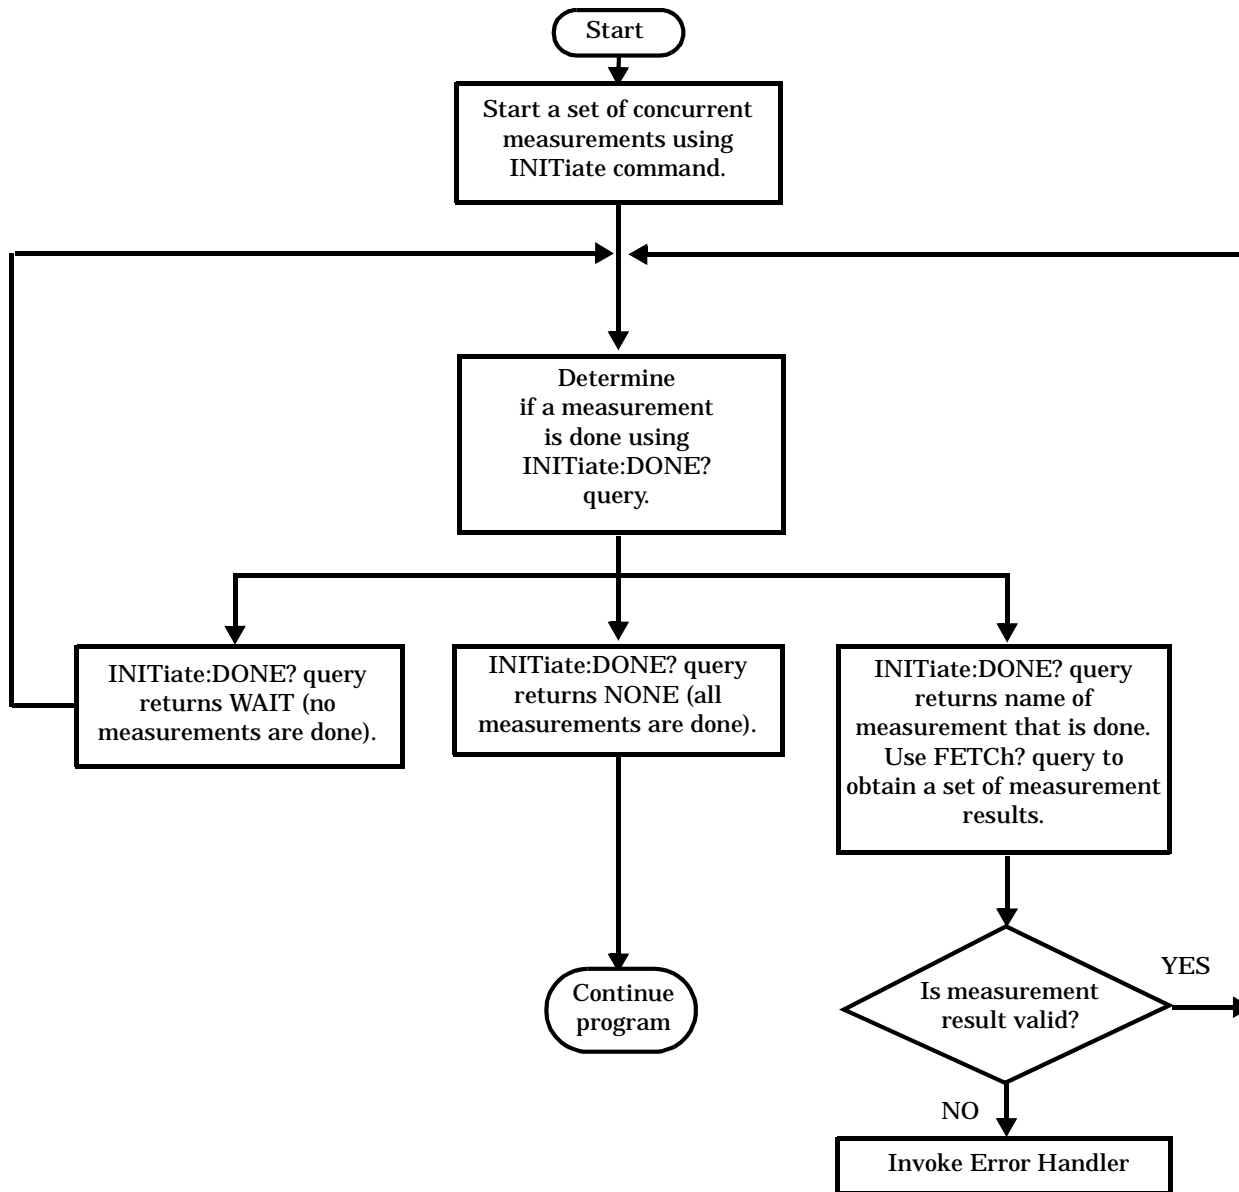 Start
Start a set of concurrent
measurements using
INITiate command.
Determine
if a measurement
is done using
INITiate:DONE?
query.
INITiate:DONE? query
returns WAIT (no
measurements are done).
INITiate:DONE? query
returns NONE (all
measurements are done).
INITiate:DONE? query
returns name of
measurement that is done.
Use FETCh? query to
obtain a set of measurement
results.
Continue
program
Is measurement
result valid?
YES
NO
Invoke Error Handler